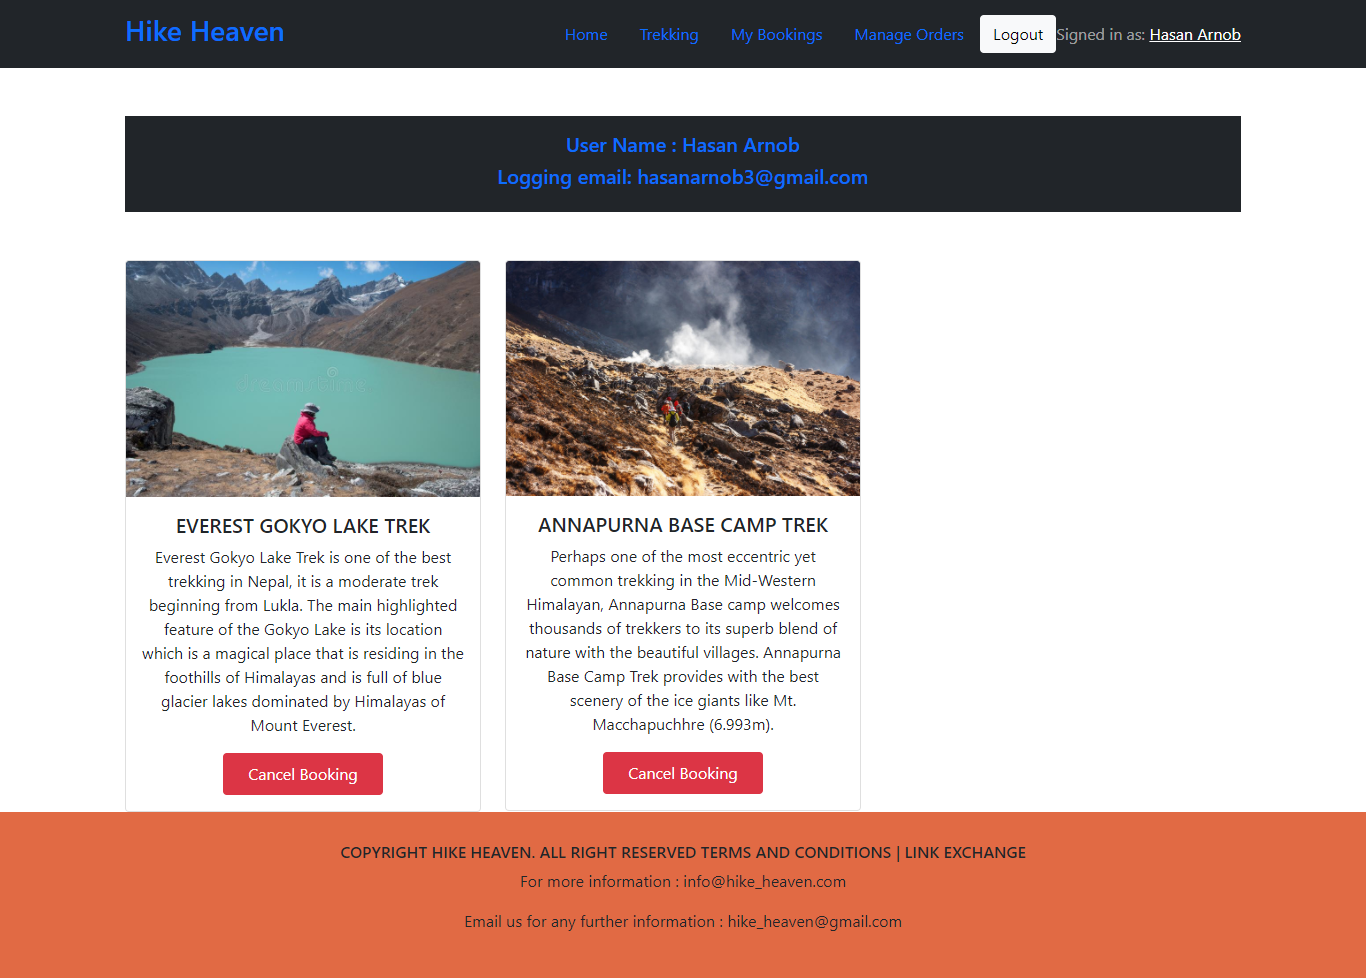 Hike Heaven
Home Trekking My Bookings Manage Orders Logout Signed in as: Hasan Arnob
User Name : Hasan Arnob
Logging email: hasanarnob3@gmail.com
EVEREST GOKYO LAKE TREK
Everest Gokyo Lake Trek is one of the best
trekking in Nepal, it is a moderate trek
beginning from Lukla. The main highlighted
feature of the Gokyo Lake is its location
which is a magical place that is residing in the
foothills of Himalayas and is full of blue
glacier lakes dominated by Himalayas of
Mount Everest.
Cancel Booking
ANNAPURNA BASE CAMP TREK
Perhaps one of the most eccentric yet
common trekking in the Mid-Western
Himalayan, Annapurna Base camp welcomes
thousands of trekkers to its superb blend of
nature with the beautiful villages. Annapurna
Base Camp Trek provides with the best
scenery of the ice giants like Mt.
Macchapuchhre (6.993m).
Cancel Booking
COPYRIGHT HIKE HEAVEN. ALL RIGHT RESERVED TERMS AND CONDITIONS | LINK EXCHANGE
For more information : info@hike_heaven.com
Email us for any further information : hike_heaven@gmail.com